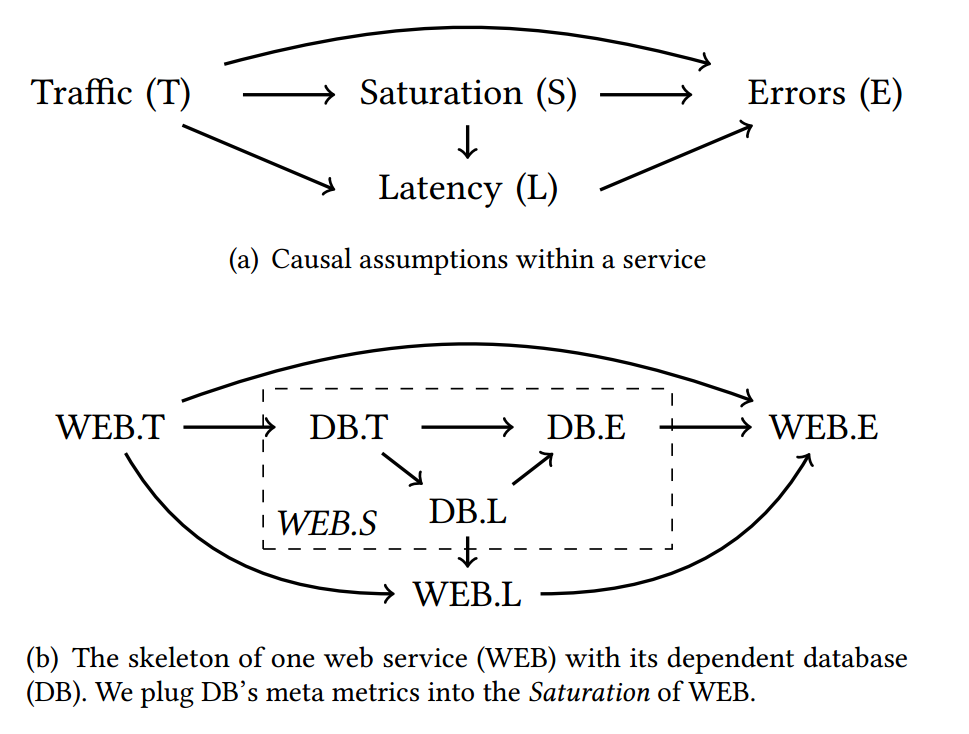 Traffic (T) Saturation (S) Errors (E)
Latency (L)
(a) Causal assumptions within a service
WEB.T DB.T DB.E WEB.E
WEB.S DB.L
WEB.L
(b) The skeleton of one web service (WEB) with its dependent database
(DB). We plug DB's meta metrics into the Saturation of WEB.